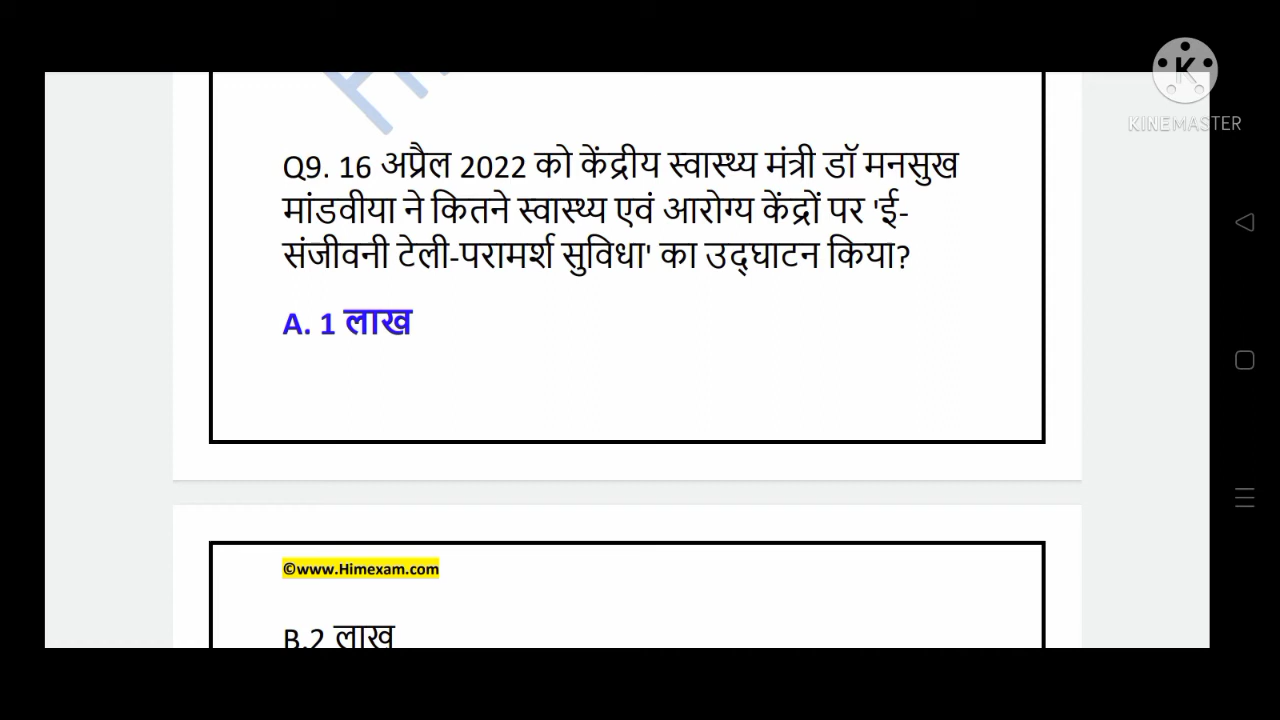 KINEMASTER
Q9. 16 अप्रैल 2022 को केंद्रीय स्वास्थ्य मंत्री डॉ मनसुख
मांडवीया ने कितने स्वास्थ्य एवं आरोग्य केंद्रों पर 'ई-
संजीवनी टेली-परामर्श सुविधा' का उद्घाटन किया?
A. 1 लाख
©www.Himexam.com
B.2 लाख